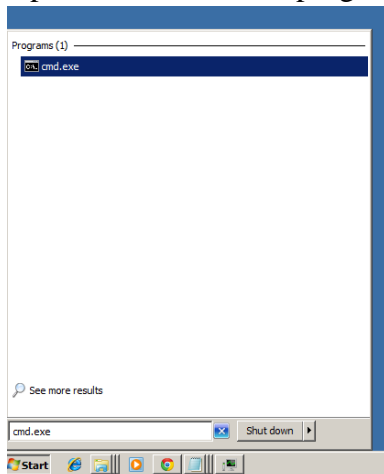 Programs (1)
C:\.
cmd.exe
See more results
cmd.exe
Shut down
Start